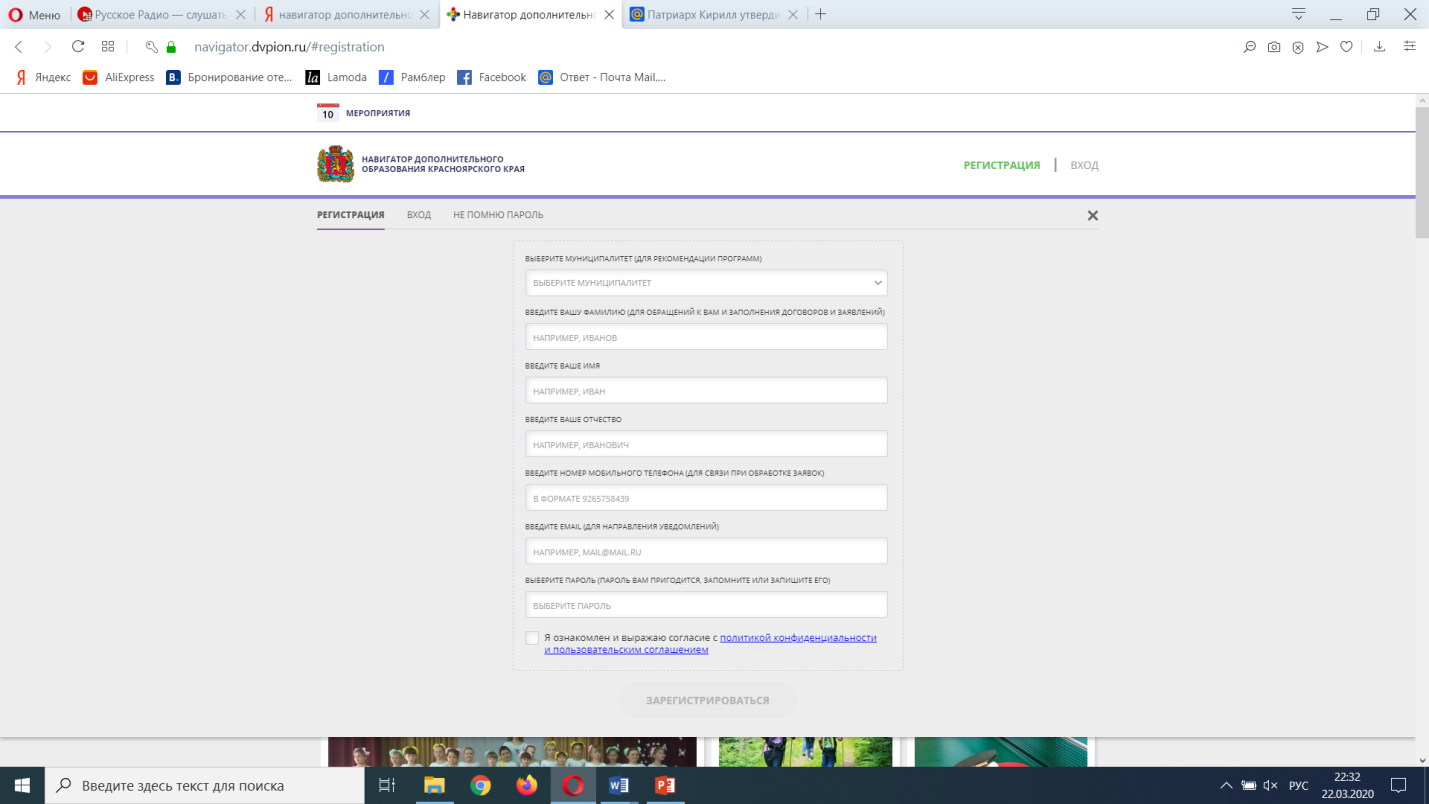 Меню
Русское Радио — слушать
навигатор дополнительно
Навигатор дополнительно
Патриарх Кирилл утверди
navigator.dvpion.ru/#registration
Яндекс
AliExpress
Бронирование оте...
Lamoda
Рамблер
Facebook
Ответ - Почта Mail....
10 МЕРОПРИЯТИЯ
НАВИГАТОР ДОПОЛНИТЕЛЬНОГО
ОБРАЗОВАНИЯ КРАСНОЯРСКОГО КРАЯ
РЕГИСТРАЦИЯ | ВХОД
РЕГИСТРАЦИЯ ВХОД НЕ ПОМНЮ ПАРОЛЬ
ВЫБЕРИТЕ МУНИЦИПАЛИТЕТ (ДЛЯ РЕКОМЕНДАЦИИ ПРОГРАММ)
ВЫБЕРИТЕ МУНИЦИПАЛИТЕТ
ВВЕДИТЕ ВАШУ ФАМИЛИЮ (ДЛЯ ОБРАЩЕНИЙ К ВАМ И ЗАПОЛНЕНИЯ ДОГОВОРОВ И ЗАЯВЛЕНИЙ)
НАПРИМЕР, ИВАНОВ
ВВЕДИТЕ ВАШЕ ИМЯ
НАПРИМЕР, ИВАН
ВВЕДИТЕ ВАШЕ ОТЧЕСТВО
НАПРИМЕР, ИВАНОВИЧ
ВВЕДИТЕ НОМЕР МОБИЛЬНОГО ТЕЛЕФОНА (ДЛЯ СВЯЗИ ПРИ ОБРАБОТКЕ ЗАЯВОК)
В ФОРМАТЕ 9265758439
ВВЕДИТЕ EMAIL (ДЛЯ НАПРАВЛЕНИЯ УВЕДОМЛЕНИЙ)
НАПРИМЕР, MAIL@MAIL.RU
ВЫБЕРИТЕ ПАРОЛЬ (ПАРОЛЬ ВАМ ПРИГОДИТСЯ, ЗАПОМНИТЕ ИЛИ ЗАПИШИТЕ ЕГО)
ВЫБЕРИТЕ ПАРОЛЬ
Я ознакомлен и выражаю согласие с политикой конфиденциальности
и пользовательским соглашением
ЗАРЕГИСТРИРОВАТЬСЯ
Введите здесь текст для поиска
РУС
22:32
22.03.2020